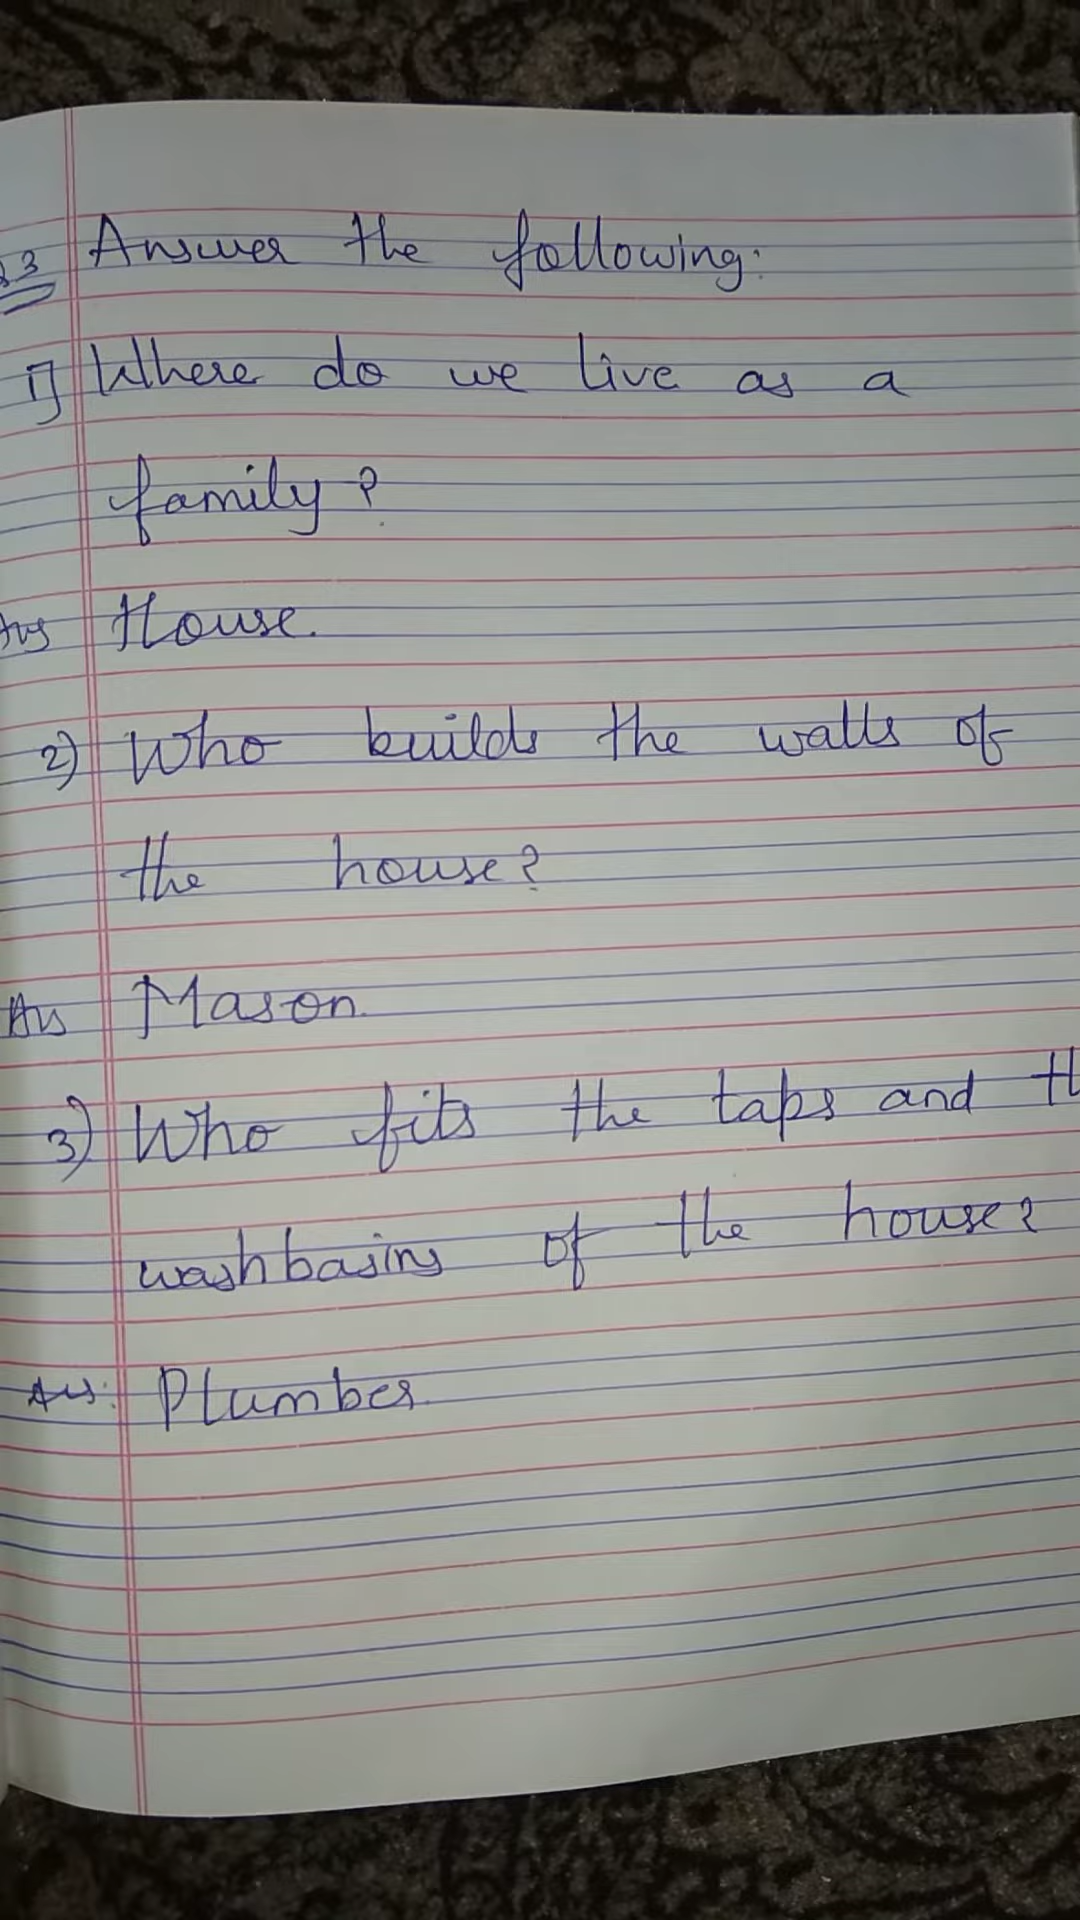 Q.3 Answer the following:
1) Where do we live as a
family?
Ans House.
2) Who builds the walls of
the house?
Ans Mason.
3) Who fits the taps and th
washbasins of the house?
Ans: Plumber.